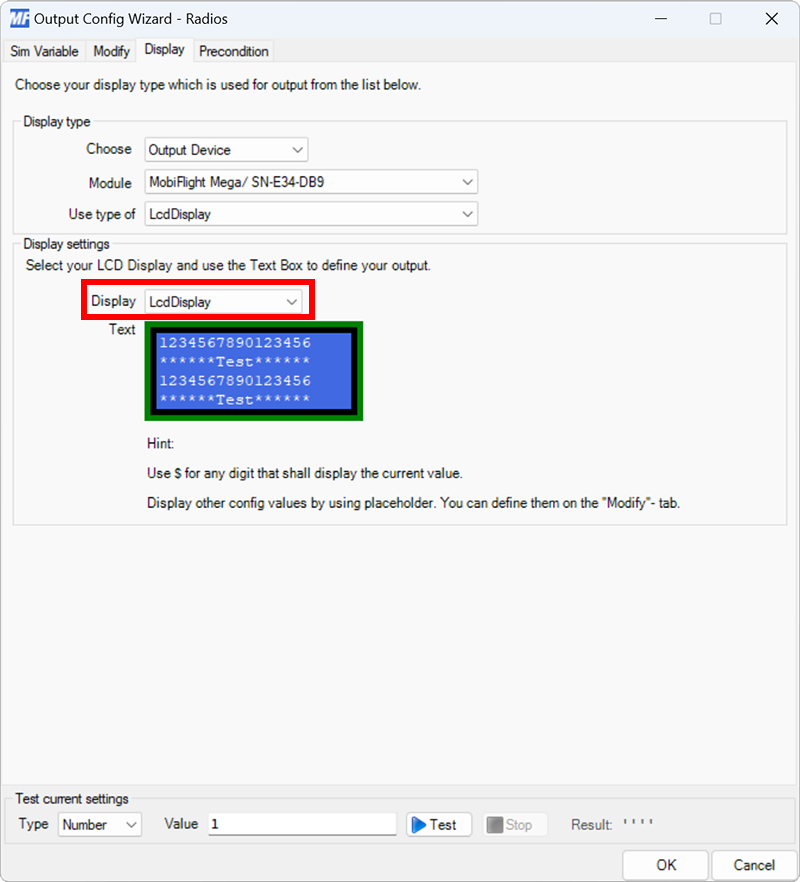 MF Output Config Wizard - Radios
Sim Variable Modify Display Precondition
Choose your display type which is used for output from the list below.
Display type
Choose Output Device
Module MobiFlight Mega/ SN-E34-DB9
Use type of LcdDisplay
Display settings
Select your LCD Display and use the Text Box to define your output.
Display LcdDisplay
Text
1234567890123456
******Test******
1234567890123456
******Test******
Hint:
Use $ for any digit that shall display the current value.
Display other config values by using placeholder. You can define them on the "Modify"- tab.
Test current settings
Type Number Value 1 Test Stop Result: ' ' ' '
OK Cancel